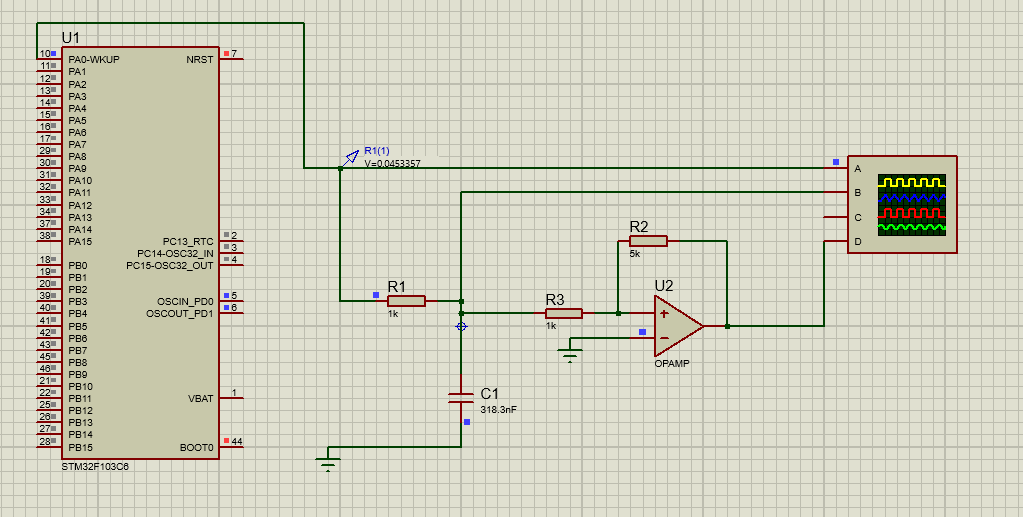 U1
10 PA0-WKUP NRST 7
11 PA1
12 PA2
13 PA3
14 PA4
15 PA5
16 PA6
17 PA7
29 PA8
30 PA9
31 PA10
32 PA11
33 PA12
34 PA13
37 PA14
38 PA15 PC13_RTC 2
PC14-OSC32_IN 3
18 PB0 PC15-OSC32_OUT 4
19 PB1
20 PB2
39 PB3 OSCIN_PD0 5
40 PB4 OSCOUT_PD1 6
41 PB5
42 PB6
43 PB7
45 PB8
46 PB9
21 PB10
22 PB11 VBAT 1
25 PB12
26 PB13
27 PB14
28 PB15 BOOT0 44
STM32F103C6
R1(1)
V=0.0453357
R1
1k
C1
318.3nF
R3
1k
R2
5k
U2
OPAMP
A
B
C
D